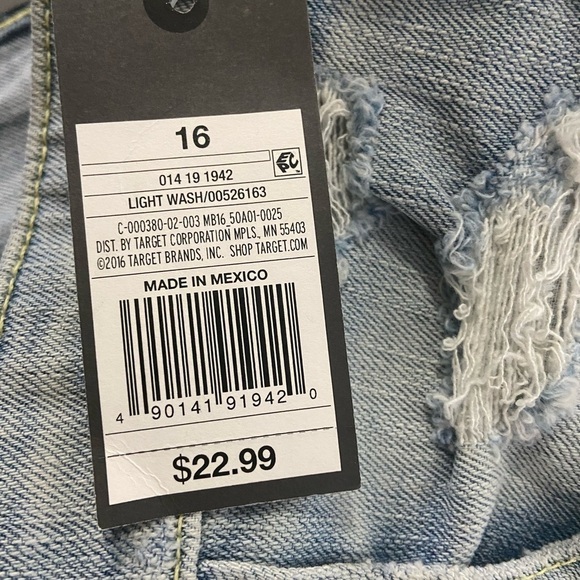 16
014 19 1942
LIGHT WASH/00526163
C-000380-02-003 MB16_50A01-0025
DIST. BY TARGET CORPORATION MPLS., MN 55403
©2016 TARGET BRANDS, INC. SHOP TARGET.COM
MADE IN MEXICO
4 90141 91942 0
$22.99